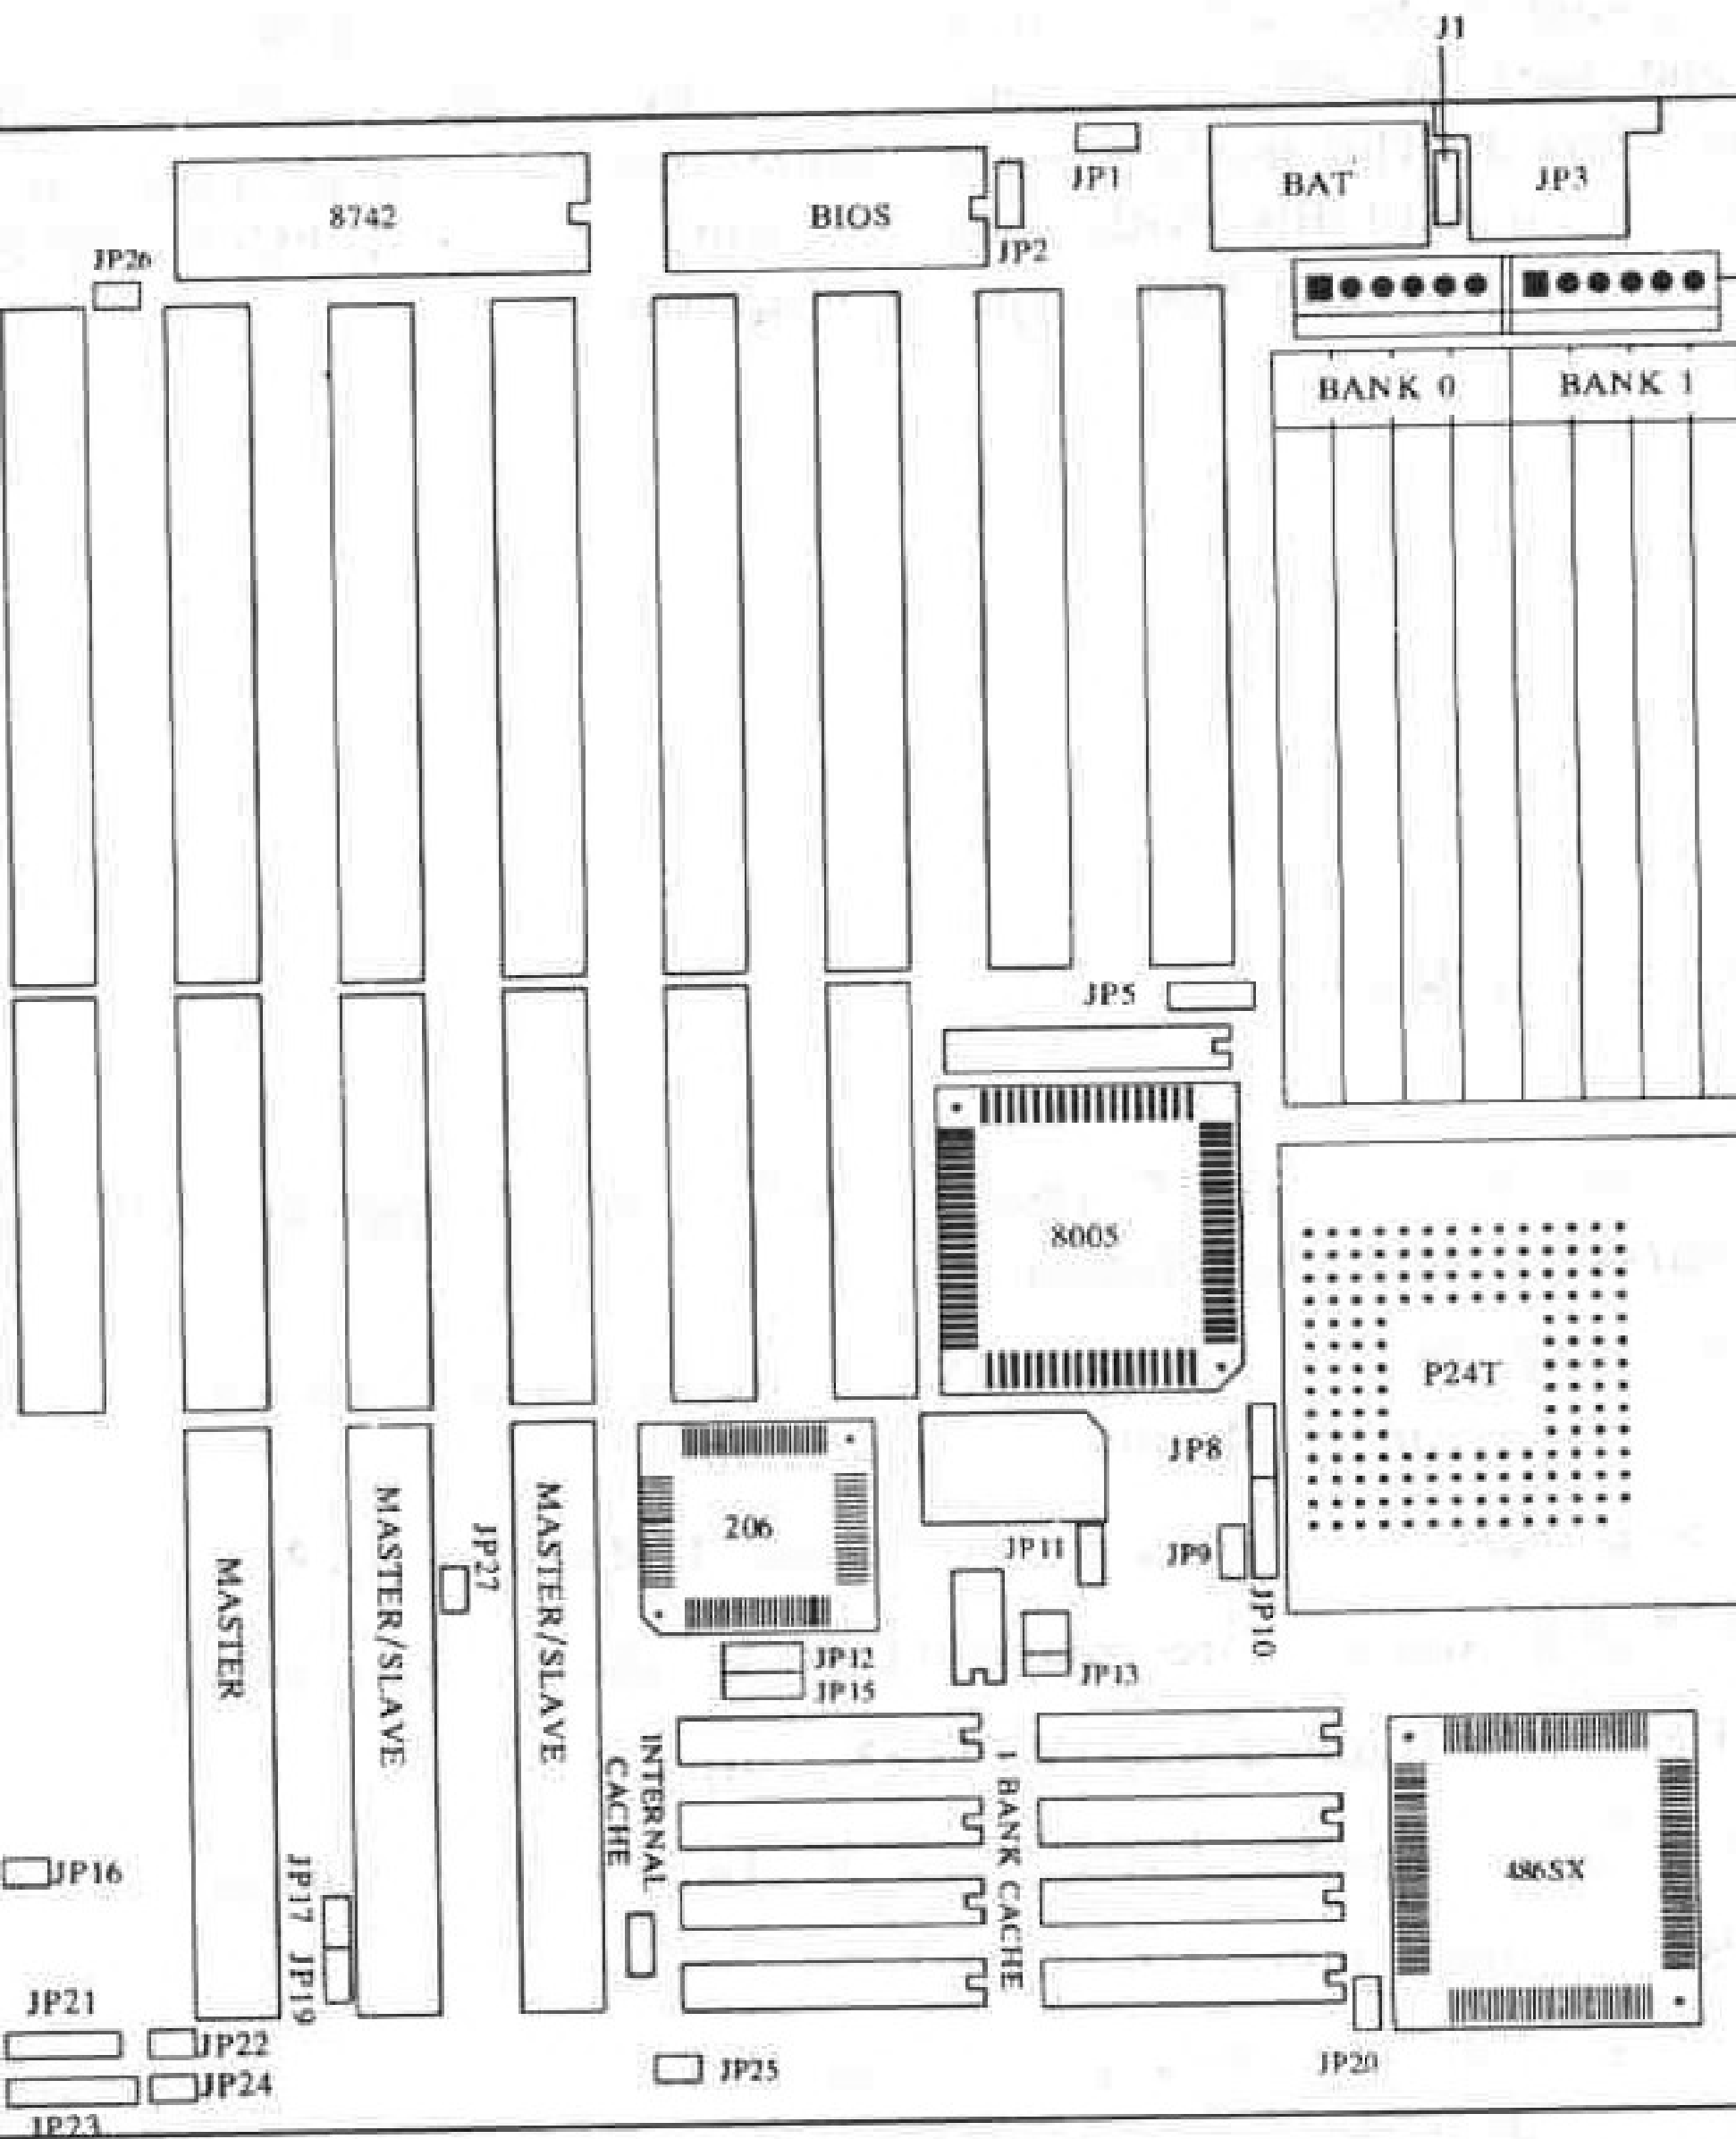 J1
JP1
BAT
JP3
8742
BIOS
JP2
JP26
BANK 0
BANK 1
JP5
8005
P24T
JP8
206
JP11
JP9
JP10
JP27
MASTER
MASTER/SLAVE
MASTER/SLAVE
JP12
JP13
JP15
INTERNAL
CACHE
1 BANK CACHE
486SX
JP16
JP17
JP19
JP21
JP22
JP20
JP25
JP24
JP23